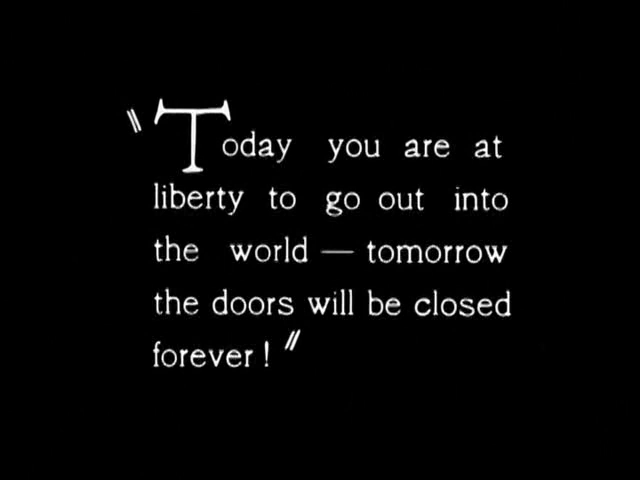 "Today you are at
liberty to go out into
the world — tomorrow
the doors will be closed
forever!"